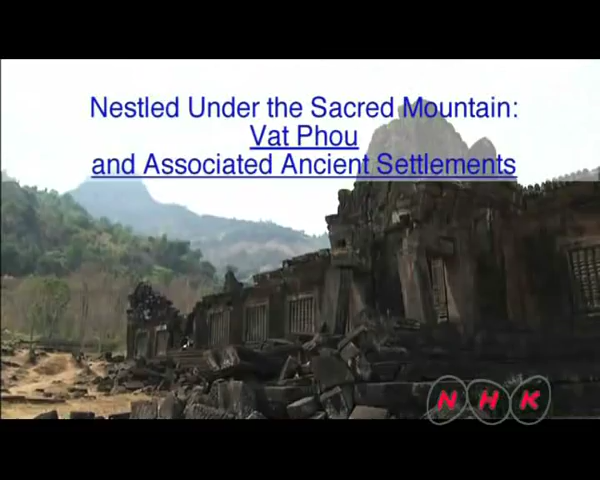 Nestled Under the Sacred Mountain:
Vat Phou
and Associated Ancient Settlements
NHK